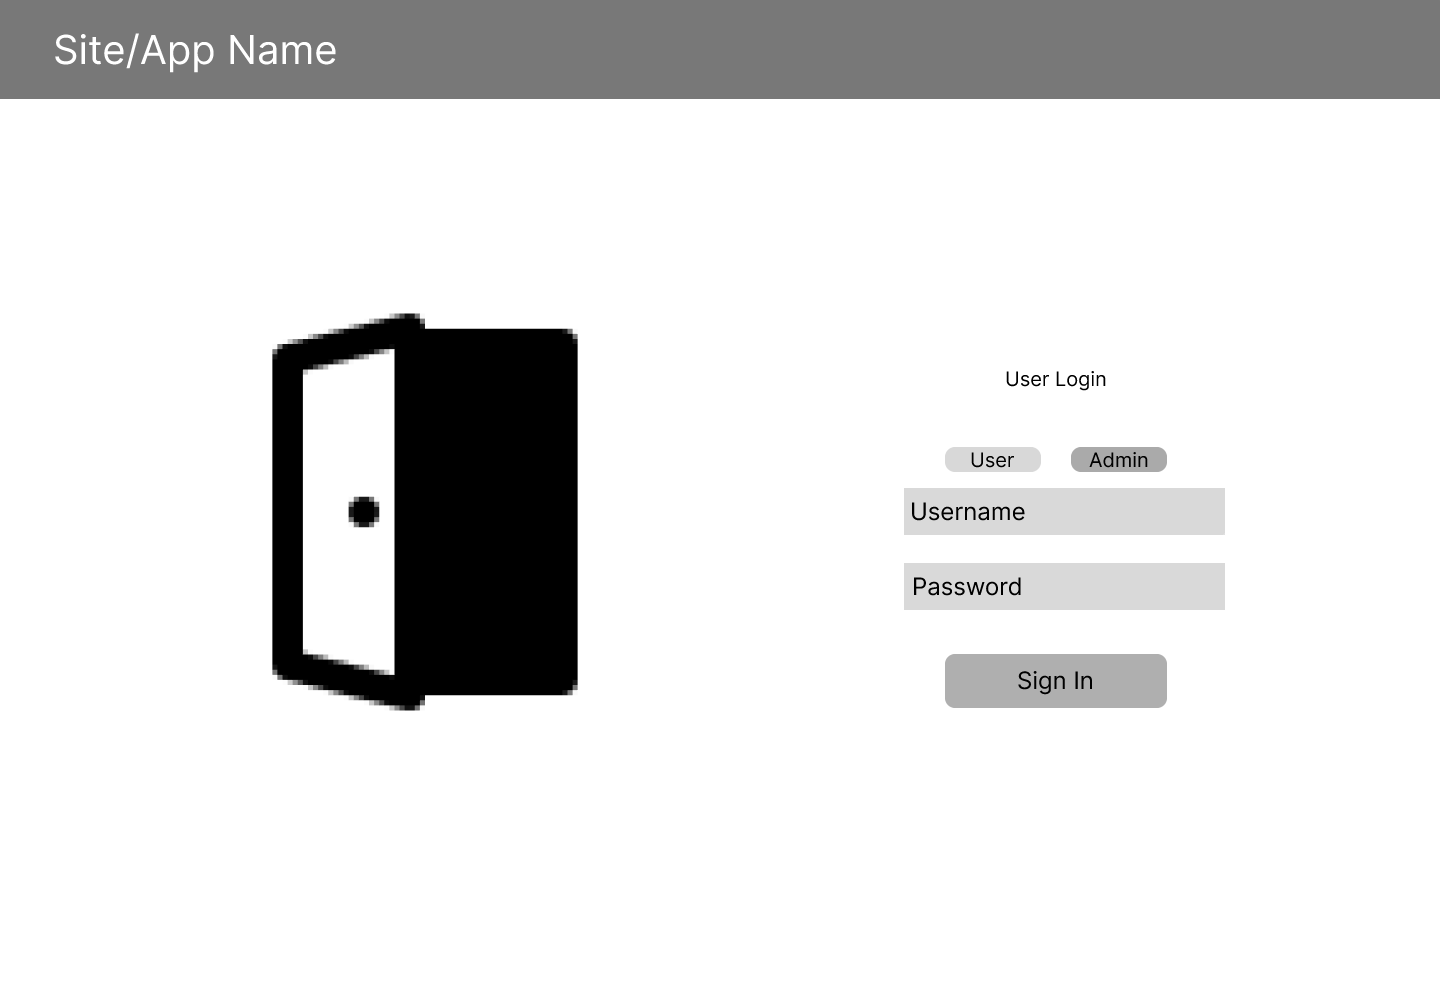 Site/App Name
User Login
User Admin
Username
Password
Sign In